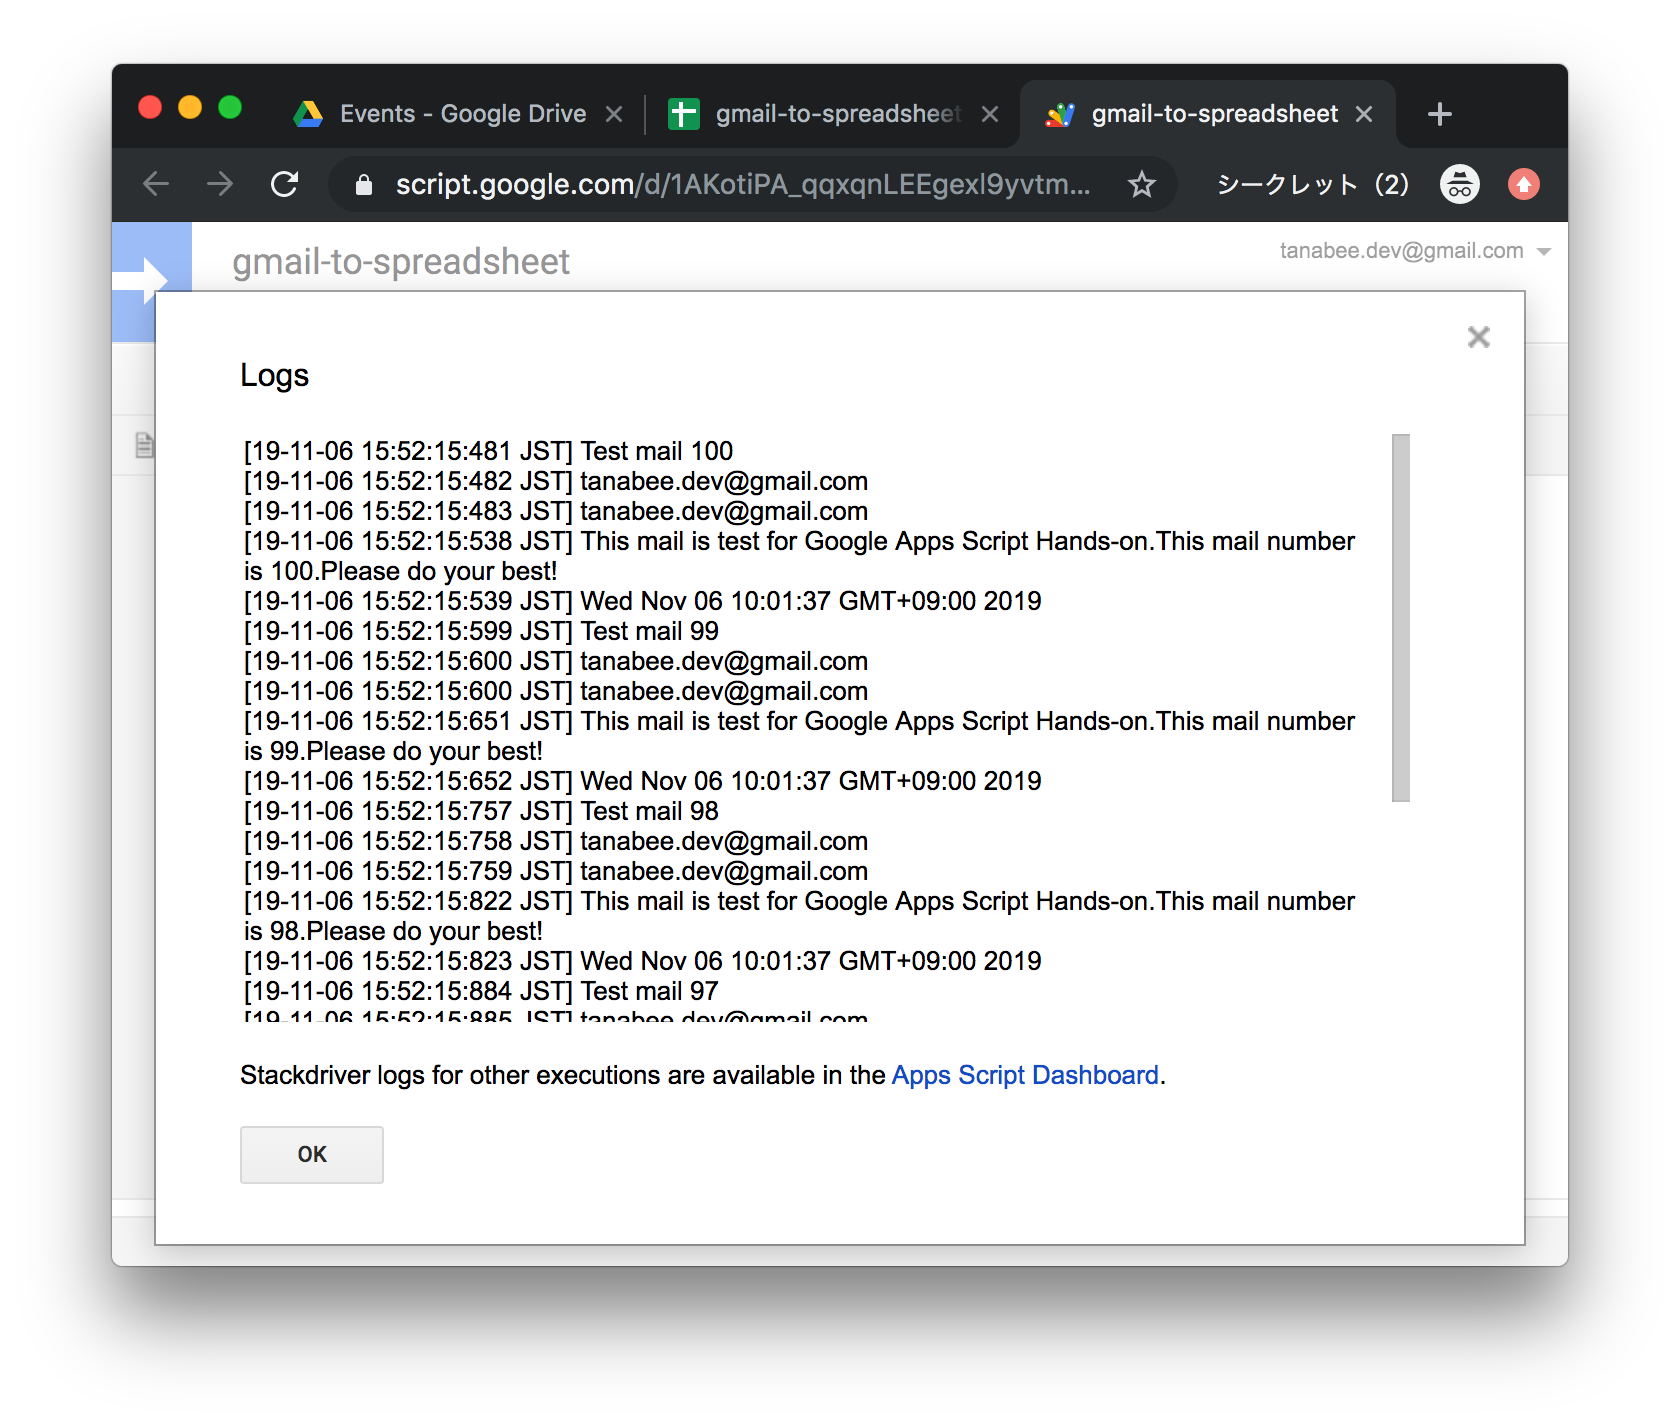 Events - Google Drive
gmail-to-spreadsheet
gmail-to-spreadsheet
script.google.com/d/1AKotiPA_qqxqnLEEgexl9yvtm...
シークレット（2）
gmail-to-spreadsheet
tanabee.dev@gmail.com
Logs
[19-11-06 15:52:15:481 JST] Test mail 100
[19-11-06 15:52:15:482 JST] tanabee.dev@gmail.com
[19-11-06 15:52:15:483 JST] tanabee.dev@gmail.com
[19-11-06 15:52:15:538 JST] This mail is test for Google Apps Script Hands-on.This mail number
is 100.Please do your best!
[19-11-06 15:52:15:539 JST] Wed Nov 06 10:01:37 GMT+09:00 2019
[19-11-06 15:52:15:599 JST] Test mail 99
[19-11-06 15:52:15:600 JST] tanabee.dev@gmail.com
[19-11-06 15:52:15:600 JST] tanabee.dev@gmail.com
[19-11-06 15:52:15:651 JST] This mail is test for Google Apps Script Hands-on.This mail number
is 99.Please do your best!
[19-11-06 15:52:15:652 JST] Wed Nov 06 10:01:37 GMT+09:00 2019
[19-11-06 15:52:15:757 JST] Test mail 98
[19-11-06 15:52:15:758 JST] tanabee.dev@gmail.com
[19-11-06 15:52:15:759 JST] tanabee.dev@gmail.com
[19-11-06 15:52:15:822 JST] This mail is test for Google Apps Script Hands-on.This mail number
is 98.Please do your best!
[19-11-06 15:52:15:823 JST] Wed Nov 06 10:01:37 GMT+09:00 2019
[19-11-06 15:52:15:884 JST] Test mail 97
[19-11-06 15:52:15:885 JST] tanabee.dev@gmail.com
Stackdriver logs for other executions are available in the Apps Script Dashboard.
OK